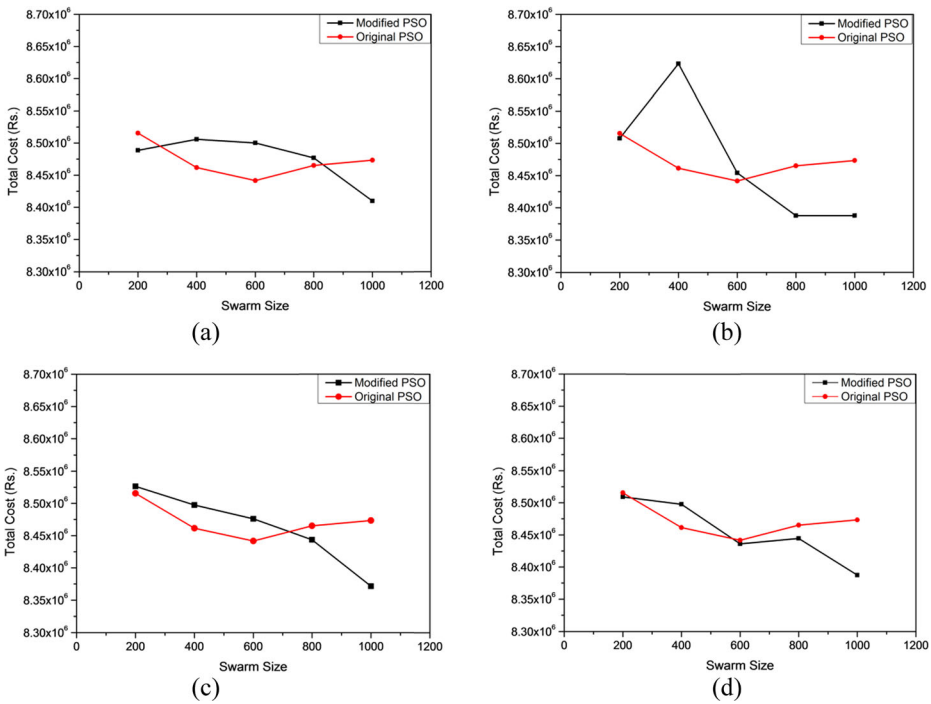 8.70x10⁶
8.65x10⁶
8.60x10⁶
8.55x10⁶
8.50x10⁶
8.45x10⁶
8.40x10⁶
8.35x10⁶
8.30x10⁶
Total Cost (Rs.)
Modified PSO
Original PSO
0 200 400 600 800 1000 1200
Swarm Size
(a)
8.70x10⁶
8.65x10⁶
8.60x10⁶
8.55x10⁶
8.50x10⁶
8.45x10⁶
8.40x10⁶
8.35x10⁶
8.30x10⁶
Total Cost (Rs.)
Modified PSO
Original PSO
0 200 400 600 800 1000 1200
Swarm Size
(b)
8.70x10⁶
8.65x10⁶
8.60x10⁶
8.55x10⁶
8.50x10⁶
8.45x10⁶
8.40x10⁶
8.35x10⁶
8.30x10⁶
Total Cost (Rs.)
Modified PSO
Original PSO
0 200 400 600 800 1000 1200
Swarm Size
(c)
8.70x10⁶
8.65x10⁶
8.60x10⁶
8.55x10⁶
8.50x10⁶
8.45x10⁶
8.40x10⁶
8.35x10⁶
8.30x10⁶
Total Cost (Rs.)
Modified PSO
Original PSO
0 200 400 600 800 1000 1200
Swarm Size
(d)